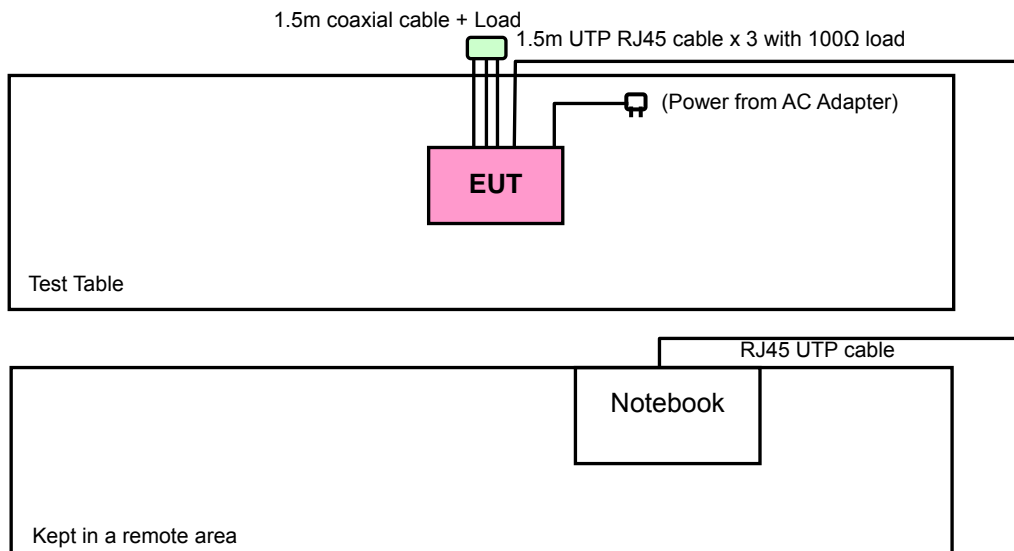 1.5m coaxial cable + Load
1.5m UTP RJ45 cable x 3 with 100Ω load
(Power from AC Adapter)
EUT
Test Table
RJ45 UTP cable
Notebook
Kept in a remote area